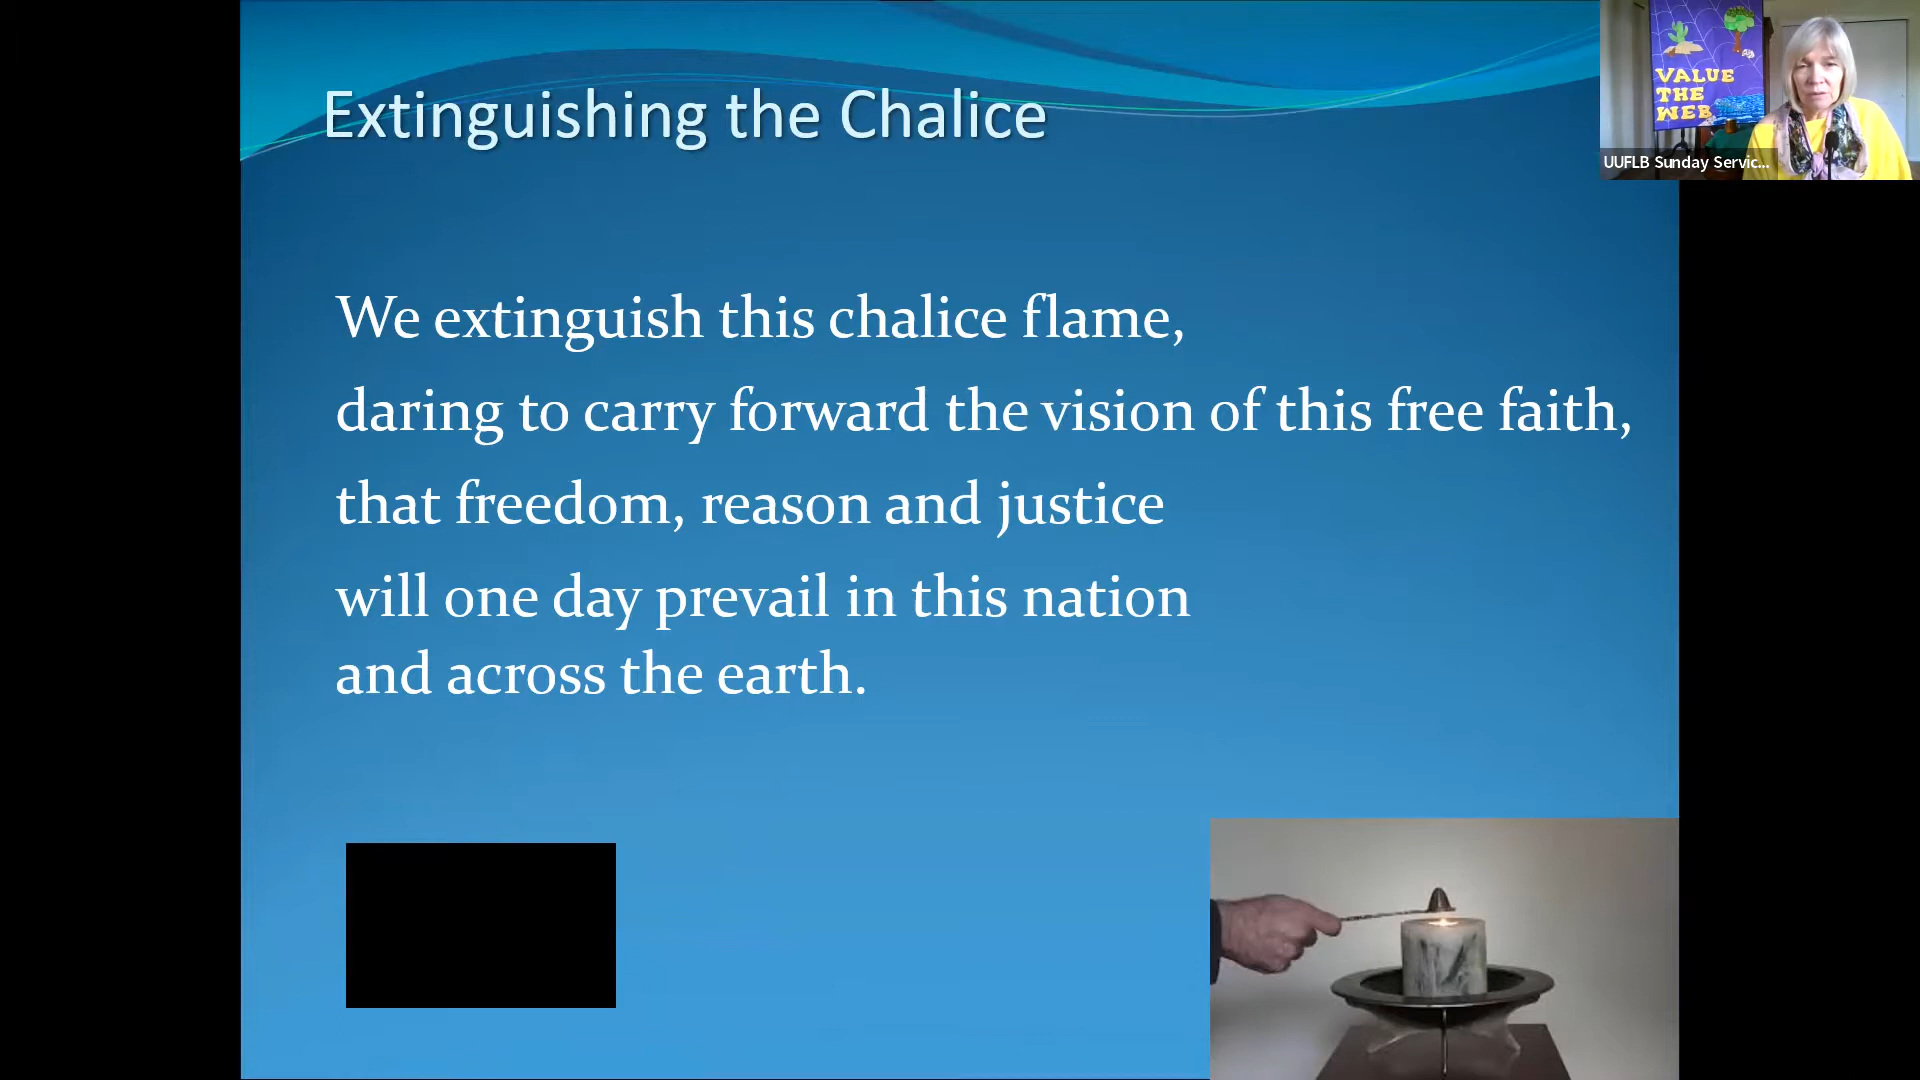 Extinguishing the Chalice
We extinguish this chalice flame,
daring to carry forward the vision of this free faith,
that freedom, reason and justice
will one day prevail in this nation
and across the earth.
VALUE
THE
WEB
UUFLB Sunday Servic...